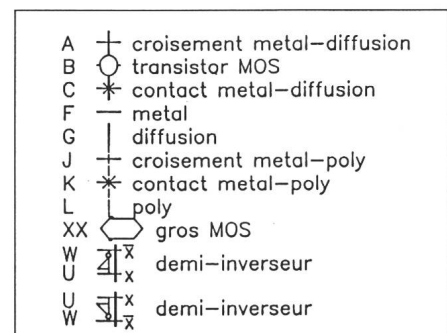 A croisement metal-diffusion
B transistor MOS
C contact metal-diffusion
F metal
G diffusion
J croisement metal-poly
K contact metal-poly
L poly
XX gros MOS
W X̅
demi-inverseur
U X
U X
demi-inverseur
W X̅